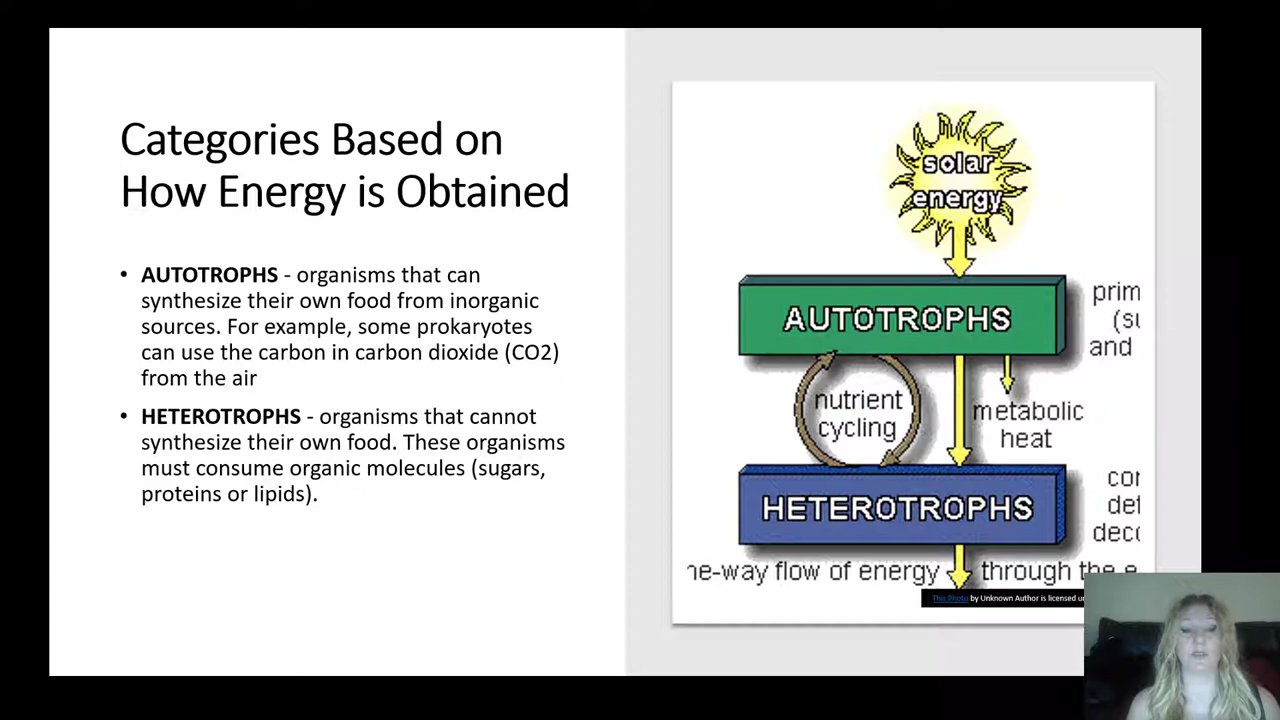 Categories Based on
How Energy is Obtained
• AUTOTROPHS - organisms that can
synthesize their own food from inorganic
sources. For example, some prokaryotes
can use the carbon in carbon dioxide (CO2)
from the air
• HETEROTROPHS - organisms that cannot
synthesize their own food. These organisms
must consume organic molecules (sugars,
proteins or lipids).
solar
energy
AUTOTROPHS
prim
(su
and
nutrient
cycling
metabolic
heat
HETEROTROPHS
con
det
deco
ne-way flow of energy through the e
This Photo by Unknown Author is licensed u